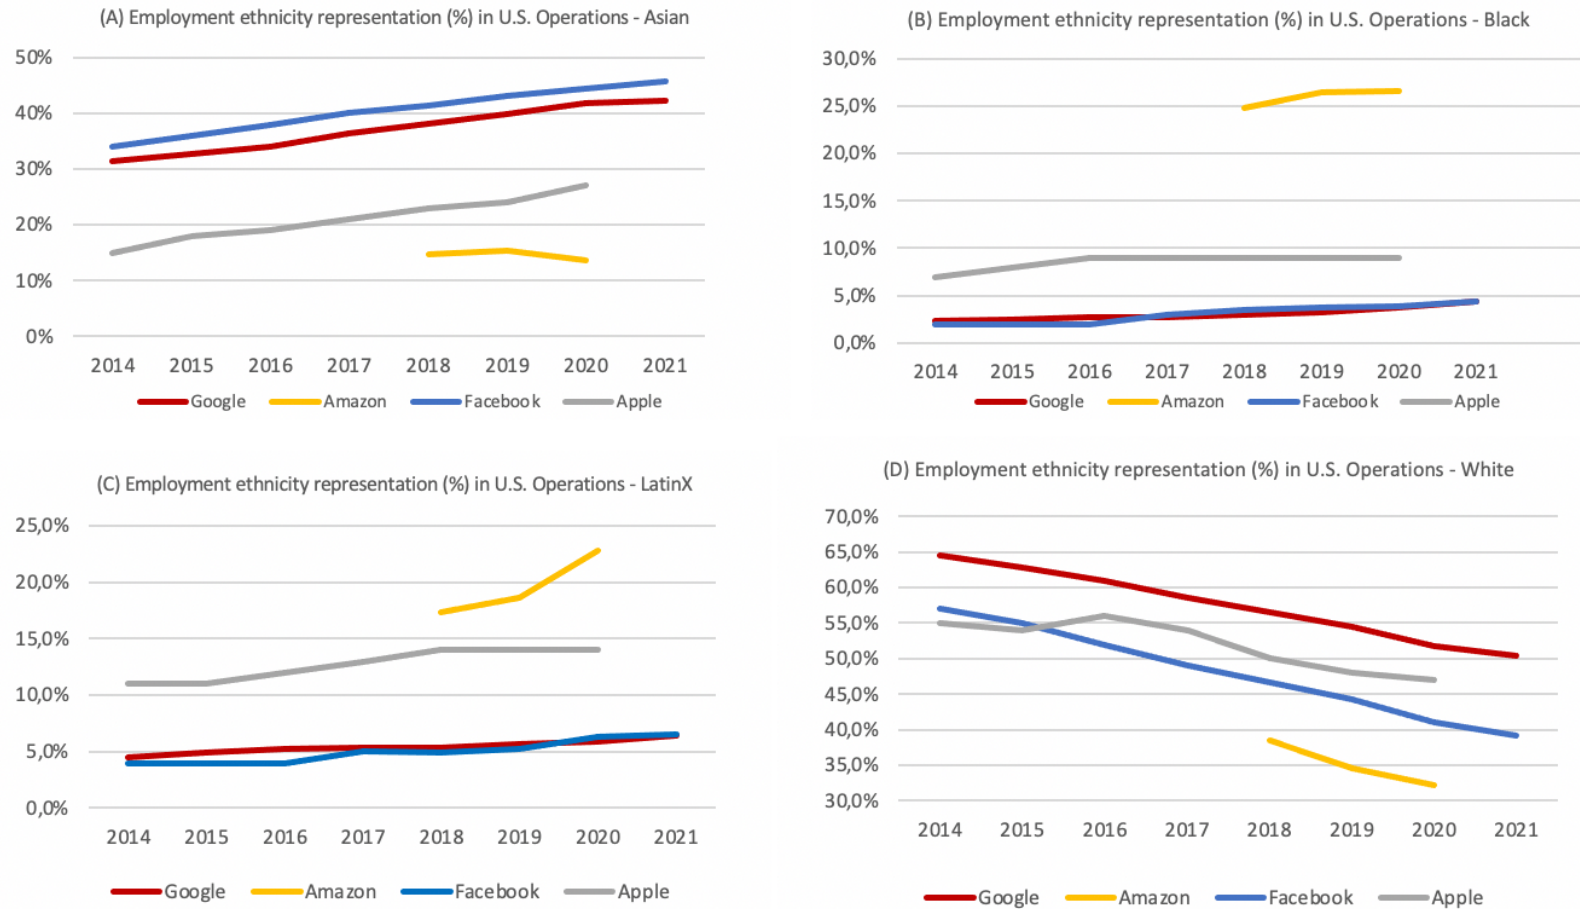 (A) Employment ethnicity representation (%) in U.S. Operations - Asian
50%
40%
30%
20%
10%
0%
2014 2015 2016 2017 2018 2019 2020 2021
Google Amazon Facebook Apple
(B) Employment ethnicity representation (%) in U.S. Operations - Black
30,0%
25,0%
20,0%
15,0%
10,0%
5,0%
0,0%
2014 2015 2016 2017 2018 2019 2020 2021
Google Amazon Facebook Apple
(C) Employment ethnicity representation (%) in U.S. Operations - LatinX
25,0%
20,0%
15,0%
10,0%
5,0%
0,0%
2014 2015 2016 2017 2018 2019 2020 2021
Google Amazon Facebook Apple
(D) Employment ethnicity representation (%) in U.S. Operations - White
70,0%
65,0%
60,0%
55,0%
50,0%
45,0%
40,0%
35,0%
30,0%
2014 2015 2016 2017 2018 2019 2020 2021
Google Amazon Facebook Apple